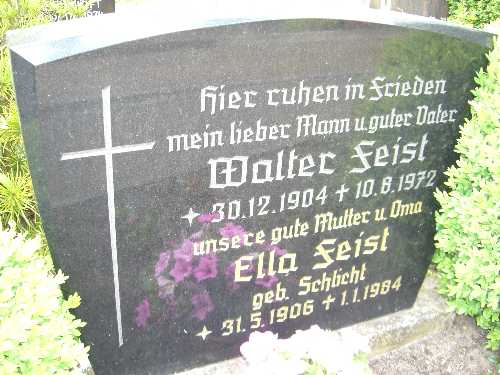 Hier ruhen in Frieden
mein lieber Mann u. guter Vater
Walter Feist
✶ 30.12.1904 + 10.8.1972
unsere gute Mutter u. Oma
Ella Feist
geb. Schlicht
✶ 31.5.1906 + 1.1.1984